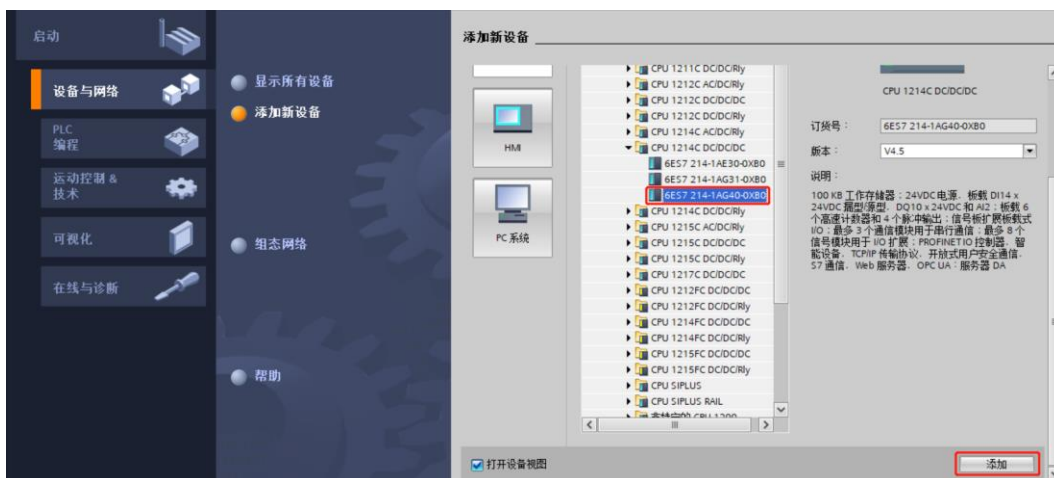 启动
设备与网络
PLC
编程
运动控制 &
技术
可视化
在线与诊断
显示所有设备
添加新设备
组态网络
帮助
添加新设备
HMI
PC 系统
CPU 1211C DC/DC/Rly
CPU 1212C AC/DC/Rly
CPU 1212C DC/DC/DC
CPU 1212C DC/DC/Rly
CPU 1214C AC/DC/Rly
CPU 1214C DC/DC/DC
6ES7 214-1AE30-0XB0
6ES7 214-1AG31-0XB0
6ES7 214-1AG40-0XB0
CPU 1214C DC/DC/Rly
CPU 1215C AC/DC/Rly
CPU 1215C DC/DC/DC
CPU 1215C DC/DC/Rly
CPU 1217C DC/DC/DC
CPU 1212FC DC/DC/DC
CPU 1212FC DC/DC/Rly
CPU 1214FC DC/DC/DC
CPU 1214FC DC/DC/Rly
CPU 1215FC DC/DC/DC
CPU 1215FC DC/DC/Rly
CPU SIPLUS
CPU SIPLUS RAIL
CPU 1200
CPU 1214C DC/DC/DC
订货号：
6ES7 214-1AG40-0XB0
版本：
V4.5
说明：
100 KB 工作存储器；24VDC 电源，板载 DI14 x
24VDC 漏型/源型，DQ10 x 24VDC 和 AI2；板载 6
个高速计数器和 4 个脉冲输出；信号板扩展板载式
I/O；最多 3 个通信模块用于串行通信；最多 8 个
信号模块用于 I/O 扩展；PROFINET IO 控制器，智
能设备，TCP/IP 传输协议，开放式用户安全通信，
S7 通信，Web 服务器，OPC UA：服务器 DA
打开设备视图
添加